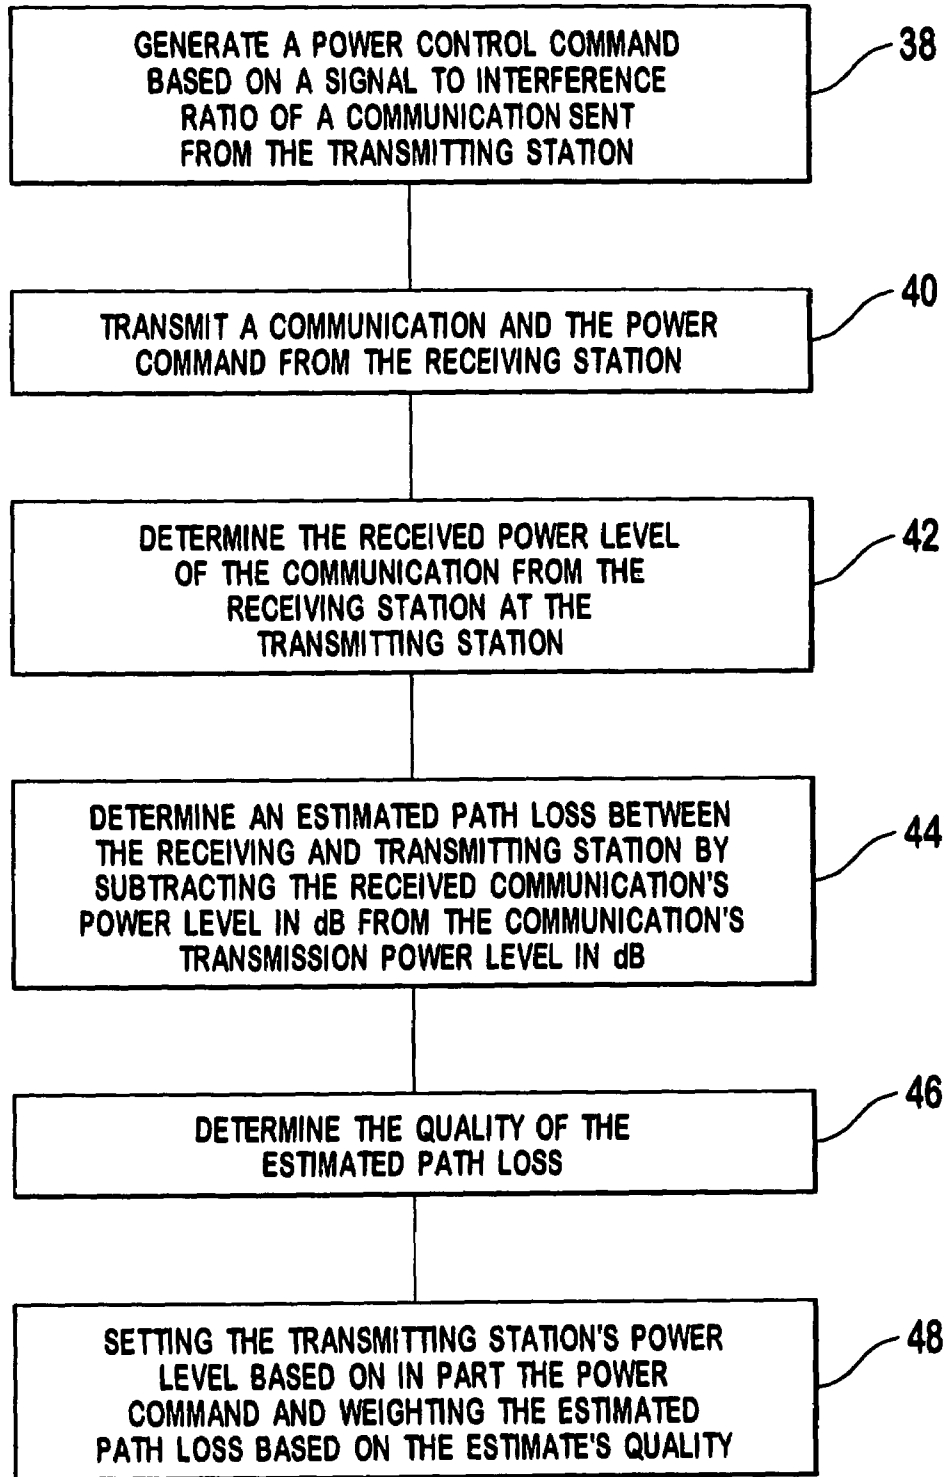 GENERATE A POWER CONTROL COMMAND
BASED ON A SIGNAL TO INTERFERENCE
RATIO OF A COMMUNICATION SENT
FROM THE TRANSMITTING STATION
38
TRANSMIT A COMMUNICATION AND THE POWER
COMMAND FROM THE RECEIVING STATION
40
DETERMINE THE RECEIVED POWER LEVEL
OF THE COMMUNICATION FROM THE
RECEIVING STATION AT THE
TRANSMITTING STATION
42
DETERMINE AN ESTIMATED PATH LOSS BETWEEN
THE RECEIVING AND TRANSMITTING STATION BY
SUBTRACTING THE RECEIVED COMMUNICATION'S
POWER LEVEL IN dB FROM THE COMMUNICATION'S
TRANSMISSION POWER LEVEL IN dB
44
DETERMINE THE QUALITY OF THE
ESTIMATED PATH LOSS
46
SETTING THE TRANSMITTING STATION'S POWER
LEVEL BASED ON IN PART THE POWER
COMMAND AND WEIGHTING THE ESTIMATED
PATH LOSS BASED ON THE ESTIMATE'S QUALITY
48